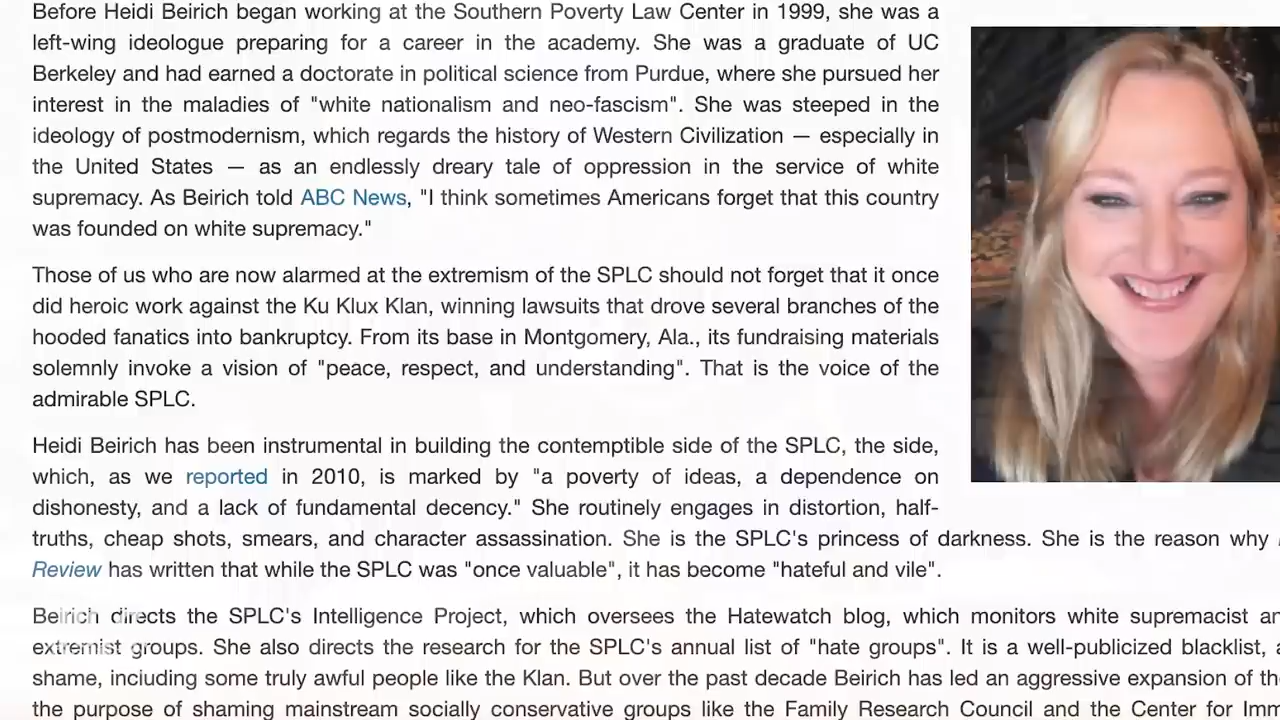 Before Heidi Beirich began working at the Southern Poverty Law Center in 1999, she was a
left-wing ideologue preparing for a career in the academy. She was a graduate of UC
Berkeley and had earned a doctorate in political science from Purdue, where she pursued her
interest in the maladies of "white nationalism and neo-fascism". She was steeped in the
ideology of postmodernism, which regards the history of Western Civilization — especially in
the United States — as an endlessly dreary tale of oppression in the service of white
supremacy. As Beirich told ABC News, "I think sometimes Americans forget that this country
was founded on white supremacy."
Those of us who are now alarmed at the extremism of the SPLC should not forget that it once
did heroic work against the Ku Klux Klan, winning lawsuits that drove several branches of the
hooded fanatics into bankruptcy. From its base in Montgomery, Ala., its fundraising materials
solemnly invoke a vision of "peace, respect, and understanding". That is the voice of the
admirable SPLC.
Heidi Beirich has been instrumental in building the contemptible side of the SPLC, the side,
which, as we reported in 2010, is marked by "a poverty of ideas, a dependence on
dishonesty, and a lack of fundamental decency." She routinely engages in distortion, half-
truths, cheap shots, smears, and character assassination. She is the SPLC's princess of darkness. She is the reason why
Review has written that while the SPLC was "once valuable", it has become "hateful and vile".
Beirich directs the SPLC's Intelligence Project, which oversees the Hatewatch blog, which monitors white supremacist
extremist groups. She also directs the research for the SPLC's annual list of "hate groups". It is a well-publicized blacklist,
shame, including some truly awful people like the Klan. But over the past decade Beirich has led an aggressive expansion of
the purpose of shaming mainstream socially conservative groups like the Family Research Council and the Center for